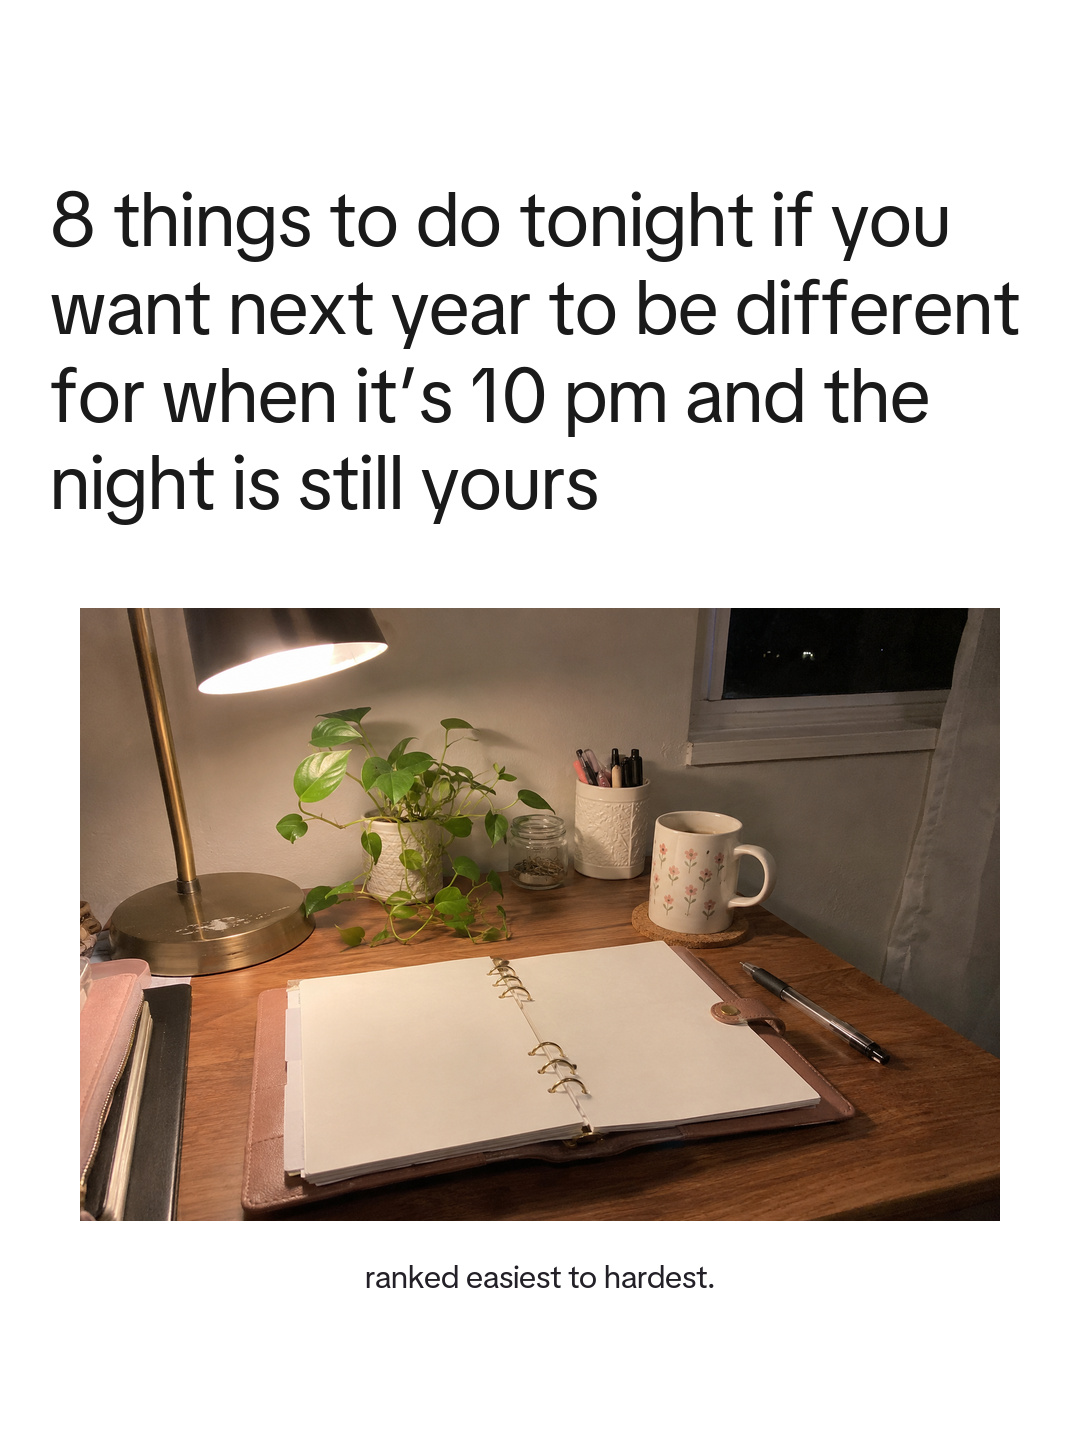 8 things to do tonight if you
want next year to be different
for when it’s 10 pm and the
night is still yours
ranked easiest to hardest.